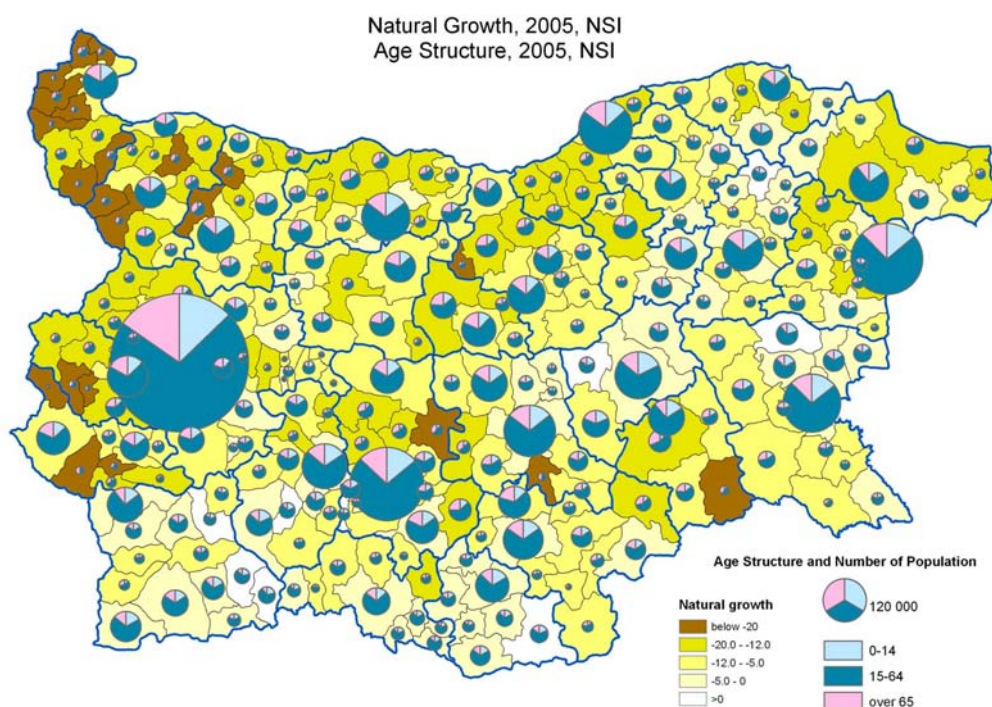 Natural Growth, 2005, NSI
Age Structure, 2005, NSI
Age Structure and Number of Population
120 000
0-14
15-64
over 65
Natural growth
below -20
-20.0 - -12.0
-12.0 - -5.0
-5.0 - 0
>0